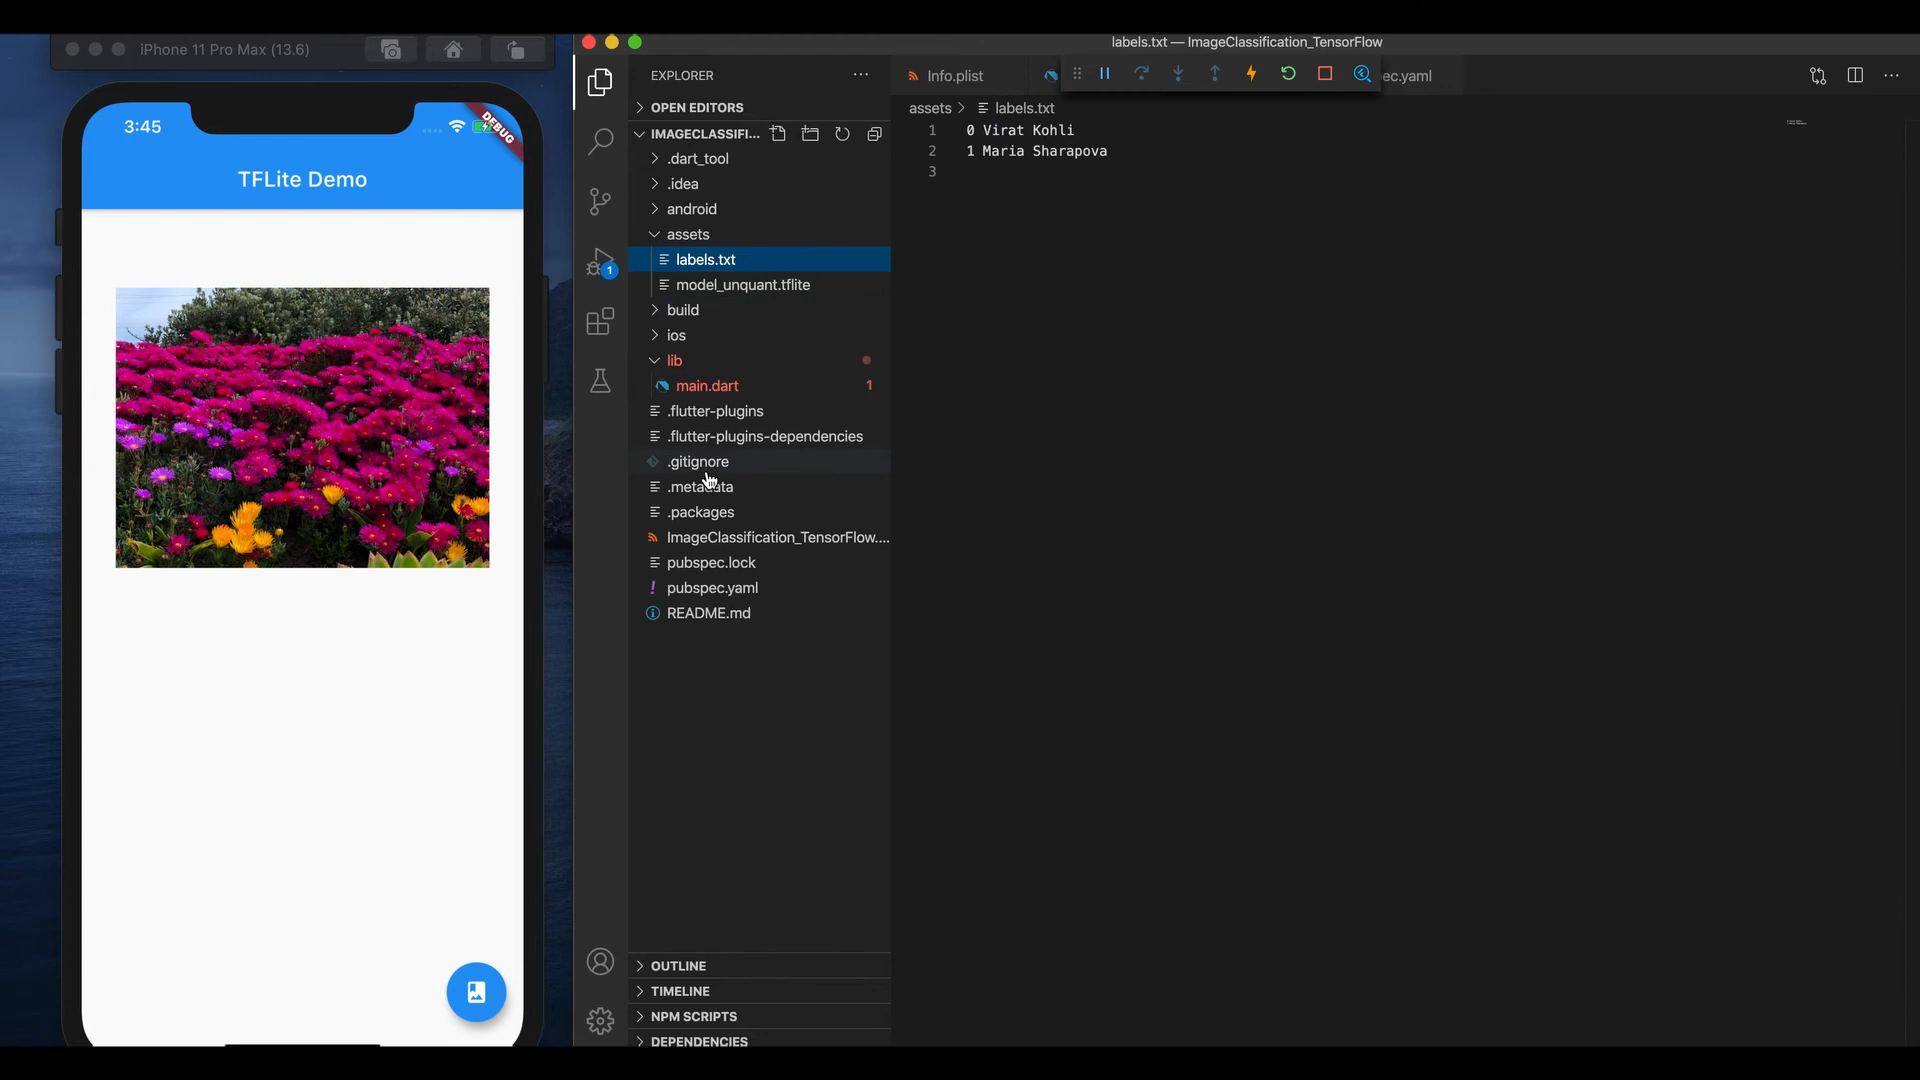 iPhone 11 Pro Max (13.6)
3:45
DEBUG
TFLite Demo
labels.txt — ImageClassification_TensorFlow
EXPLORER
OPEN EDITORS
IMAGECLASSIFI...
.dart_tool
.idea
android
assets
labels.txt
model_unquant.tflite
build
ios
lib
main.dart 1
.flutter-plugins
.flutter-plugins-dependencies
.gitignore
.metadata
.packages
ImageClassification_TensorFlow....
pubspec.lock
pubspec.yaml
README.md
OUTLINE
TIMELINE
NPM SCRIPTS
DEPENDENCIES
1
Info.plist
ec.yaml
assets > labels.txt
1 0 Virat Kohli
2 1 Maria Sharapova
3